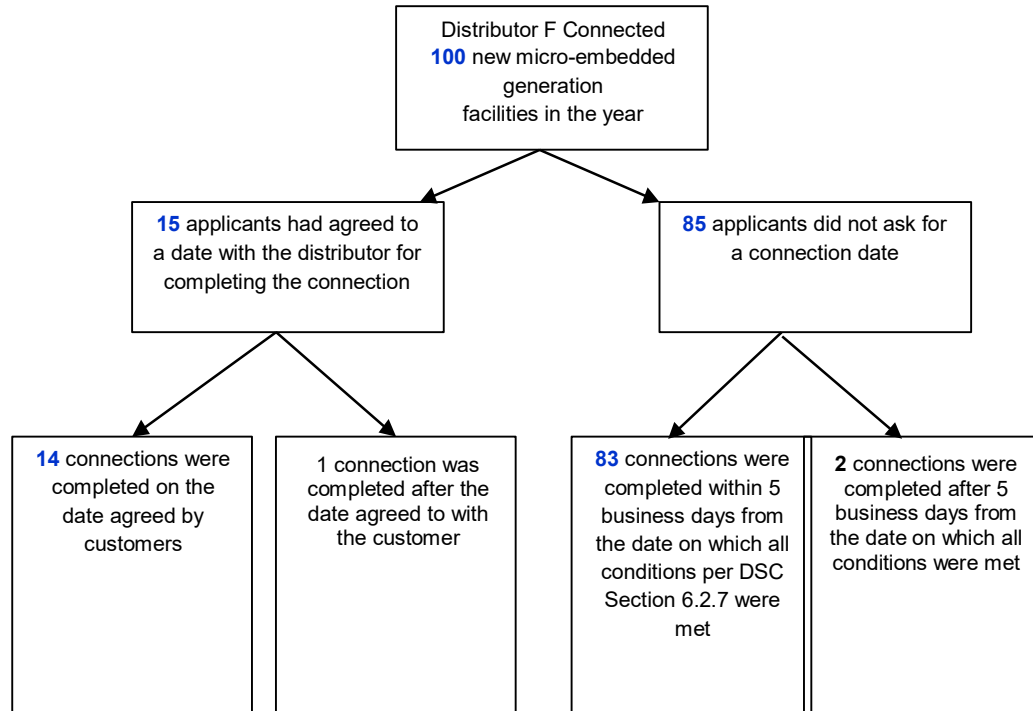 Distributor F Connected
100 new micro-embedded
generation
facilities in the year
15 applicants had agreed to
a date with the distributor for
completing the connection
85 applicants did not ask for
a connection date
14 connections were
completed on the
date agreed by
customers
1 connection was
completed after the
date agreed to with
the customer
83 connections were
completed within 5
business days from
the date on which all
conditions per DSC
Section 6.2.7 were
met
2 connections were
completed after 5
business days from
the date on which all
conditions were met